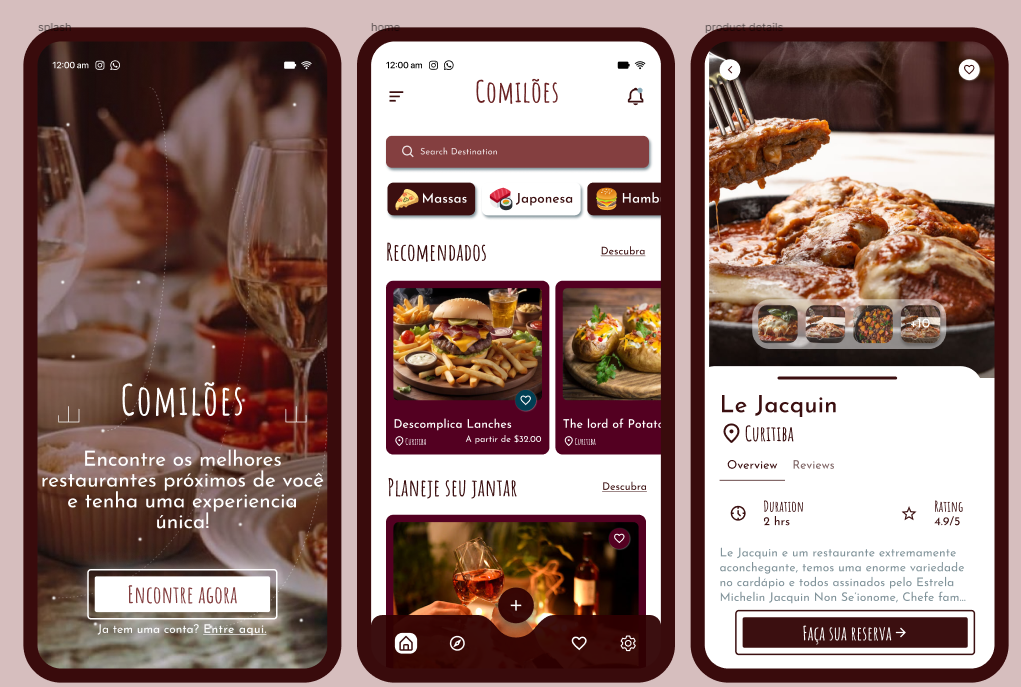 splash
12:00 am
Comilões
Encontre os melhores
restaurantes próximos de você
e tenha uma experiencia
única!
Encontre agora
Ja tem uma conta? Entre aqui.
home
12:00 am
Comilões
Search Destination
Massas
Japonesa
Hamb
Recomendados
Descubra
Descomplica Lanches
Curitiba
A partir de $32.00
The lord of Potato
Curitiba
Planeje seu jantar
Descubra
+
product details
+10
Le Jacquin
Curitiba
Overview
Reviews
Duration
2 hrs
Rating
4.9/5
Le Jacquin e um restaurante extremamente
aconchegante, temos uma enorme variedade
no cardápio e todos assinados pelo Estrela
Michelin Jacquin Non Se'ionome, Chefe fam...
Faça sua reserva →